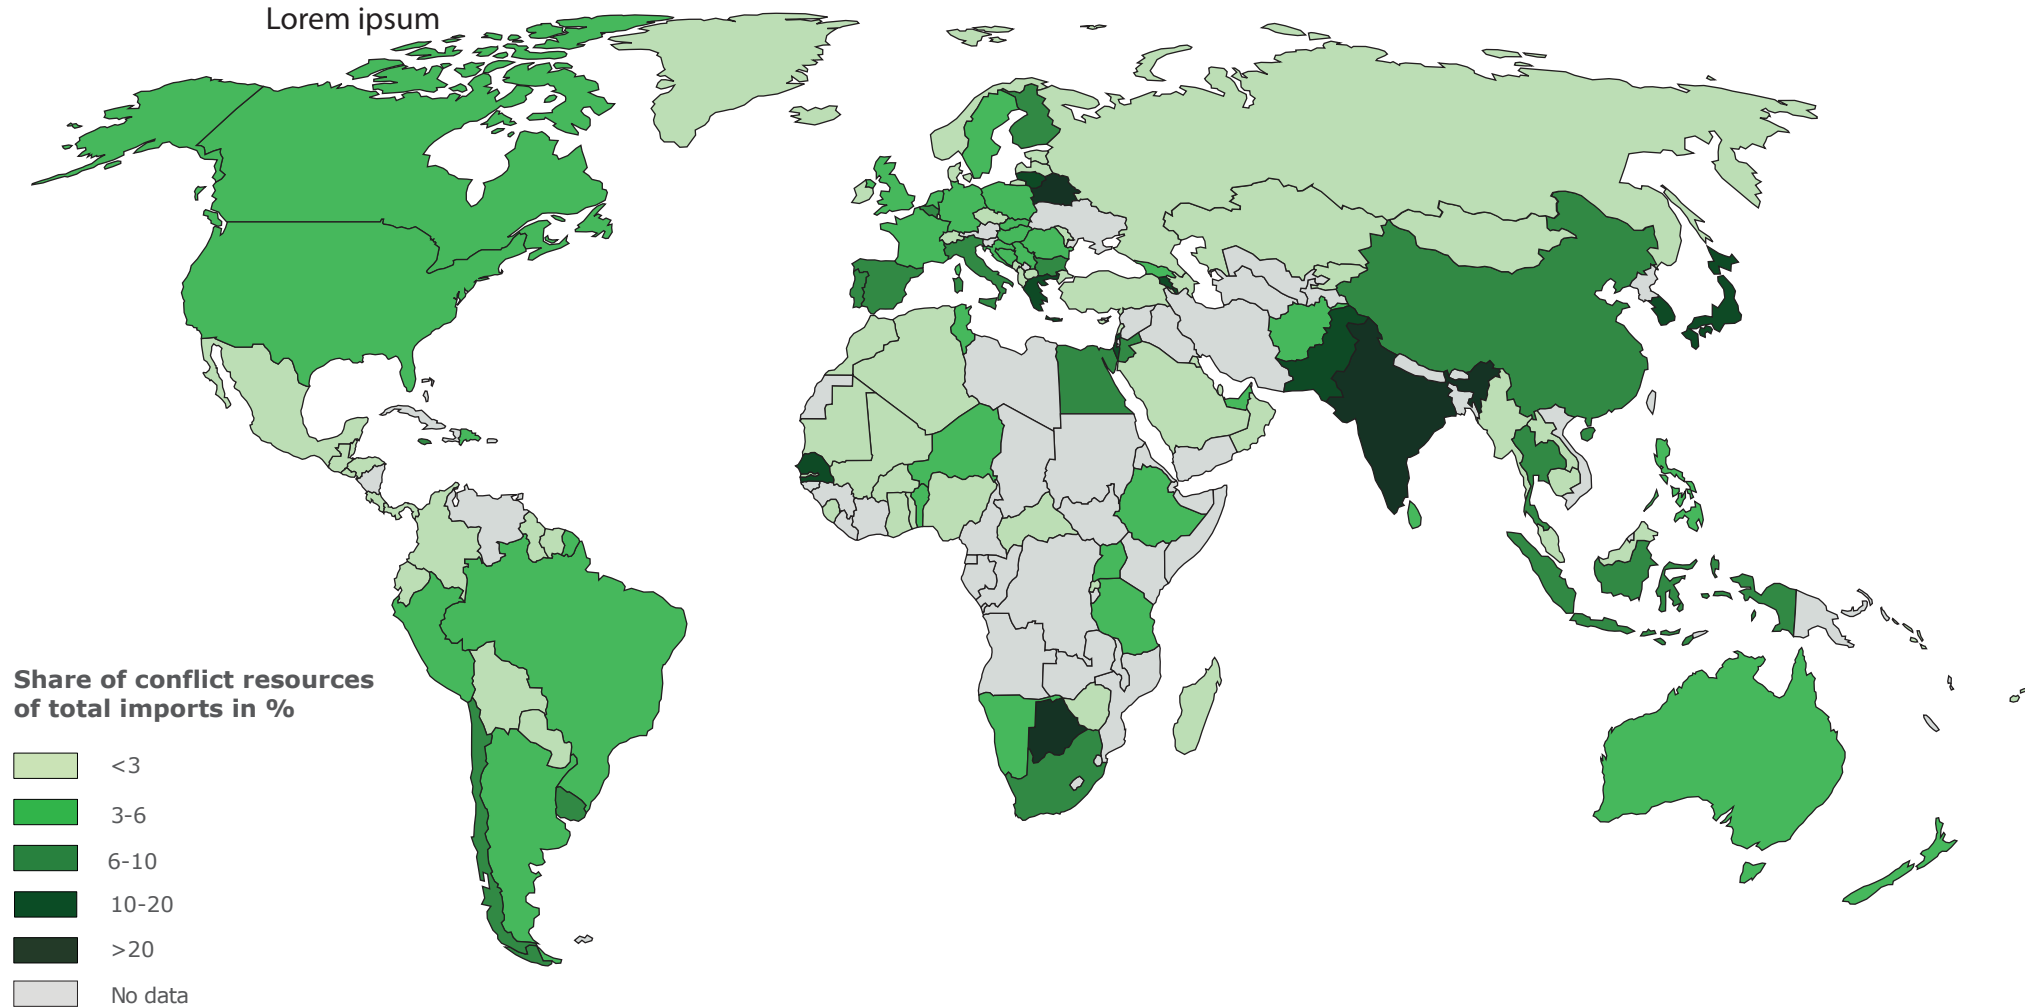 Lorem ipsum
Share of conflict resources
of total imports in %
<3
3-6
6-10
10-20
>20
No data